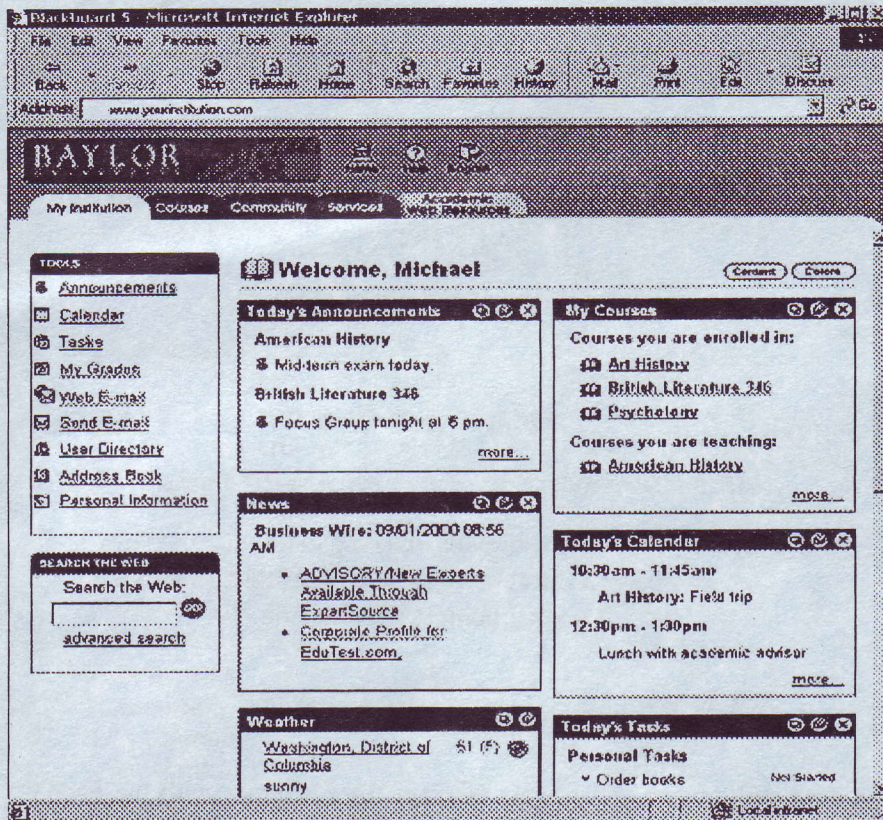 Blackboard 5 - Microsoft Internet Explorer
File Edit View Favorites Tools Help
Back Stop Refresh Home Search Favorites History Mail Print Edit Discuss
Address www.yourinstitution.com Go
BAYLOR
Home Help Logout
My Institution Courses Community Services Academic Web Resources
TOOLS
Announcements
Calendar
Tasks
My Grades
Web E-mail
Send E-mail
User Directory
Address Book
Personal Information
SEARCH THE WEB
Search the Web:
GO
advanced search
Welcome, Michael
Content Colors
Today's Announcements
American History
Mid-term exam today.
British Literature 346
Focus Group tonight at 6 pm.
more...
News
Business Wire: 09/01/2000 08:56
AM
ADVISORY/New Experts
Available Through
ExpertSource
Corporate Profile for
EduTest.com,
Weather
Washington, District of
Columbia
61 (F)
sunny
My Courses
Courses you are enrolled in:
Art History
British Literature 346
Psychology
Courses you are teaching:
American History
more...
Today's Calendar
10:30am - 11:45am
Art History: Field trip
12:30pm - 1:30pm
Lunch with academic advisor
more...
Today's Tasks
Personal Tasks
Order books Not Started
Local intranet